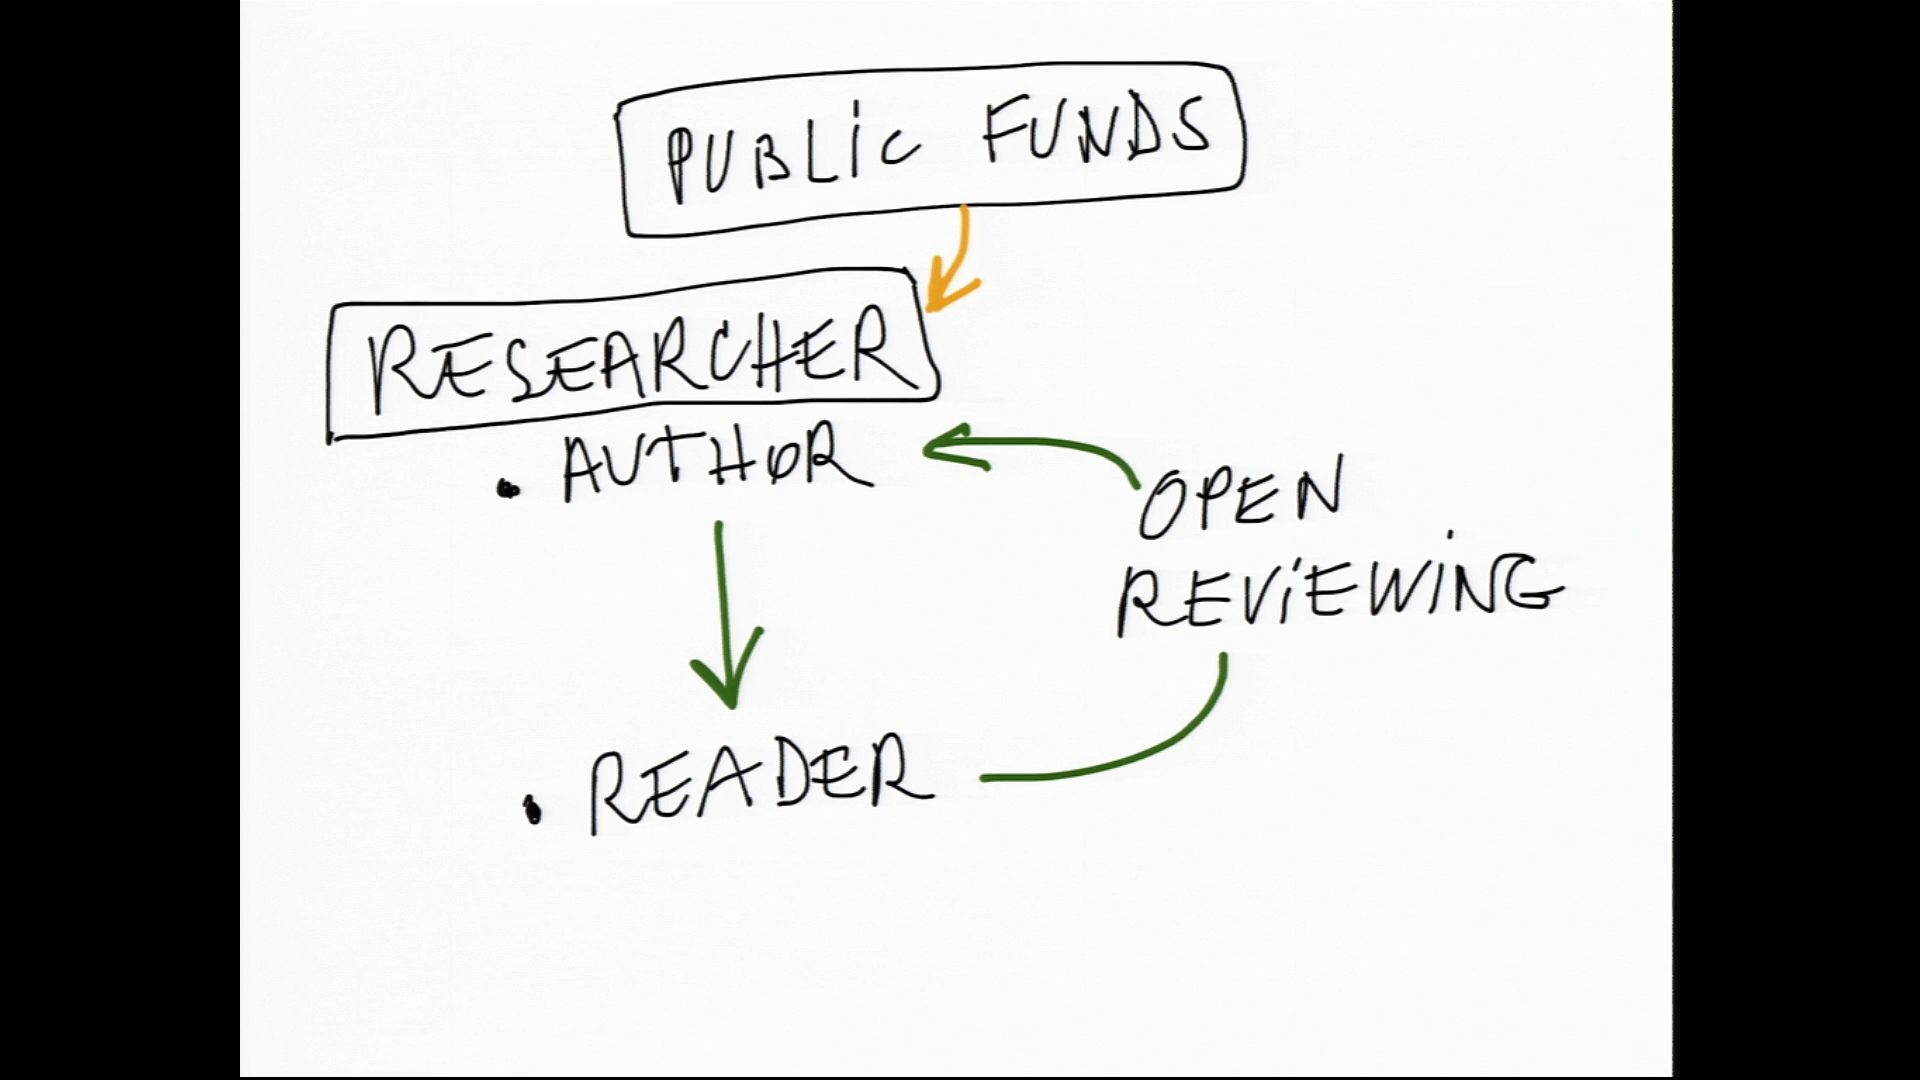 PUBLIC FUNDS
RESEARCHER
• AUTHOR
OPEN
REVIEWING
• READER